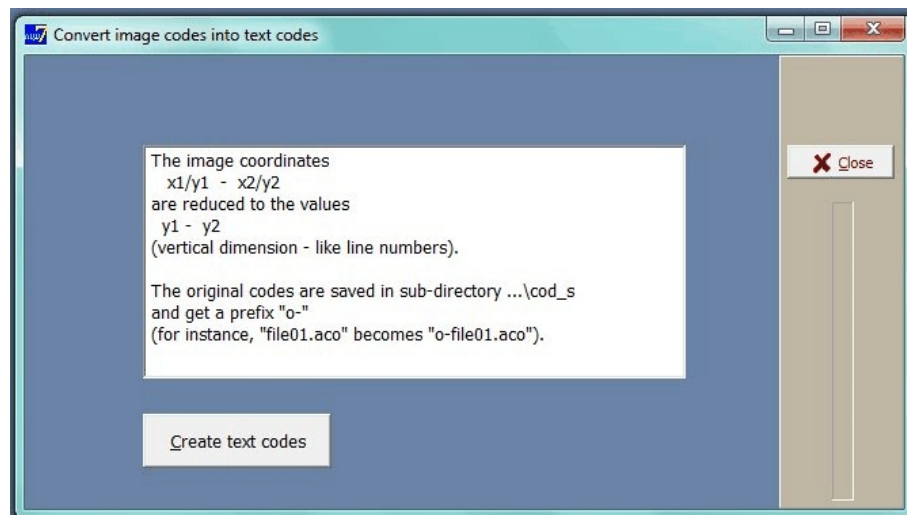 Convert image codes into text codes
The image coordinates
x1/y1 - x2/y2
are reduced to the values
y1 - y2
(vertical dimension - like line numbers).
The original codes are saved in sub-directory ...\cod_s
and get a prefix "o-"
(for instance, "file01.aco" becomes "o-file01.aco").
Close
Create text codes